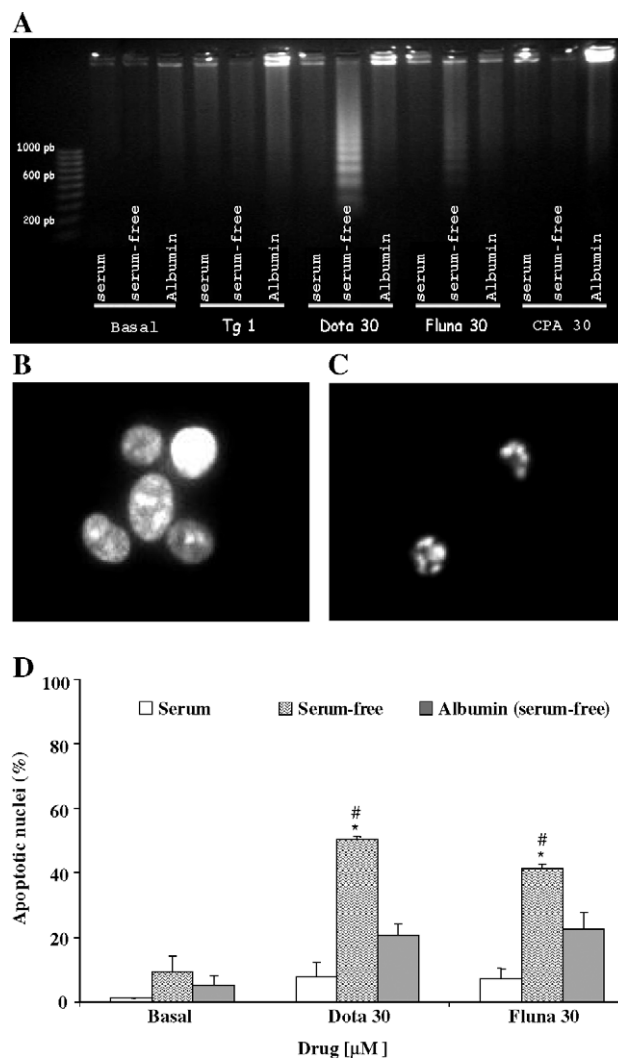 A
1000 pb
600 pb
200 pb
serum
serum-free
Albumin
serum
serum-free
Albumin
serum
serum-free
Albumin
serum
serum-free
Albumin
serum
serum-free
Albumin
Basal
Tg 1
Dota 30
Fluna 30
CPA 30
B
C
D
100
80
60
40
20
0
Apoptotic nuclei (%)
Serum
Serum-free
Albumin (serum-free)
#
*
#
*
Basal
Dota 30
Fluna 30
Drug [µM ]